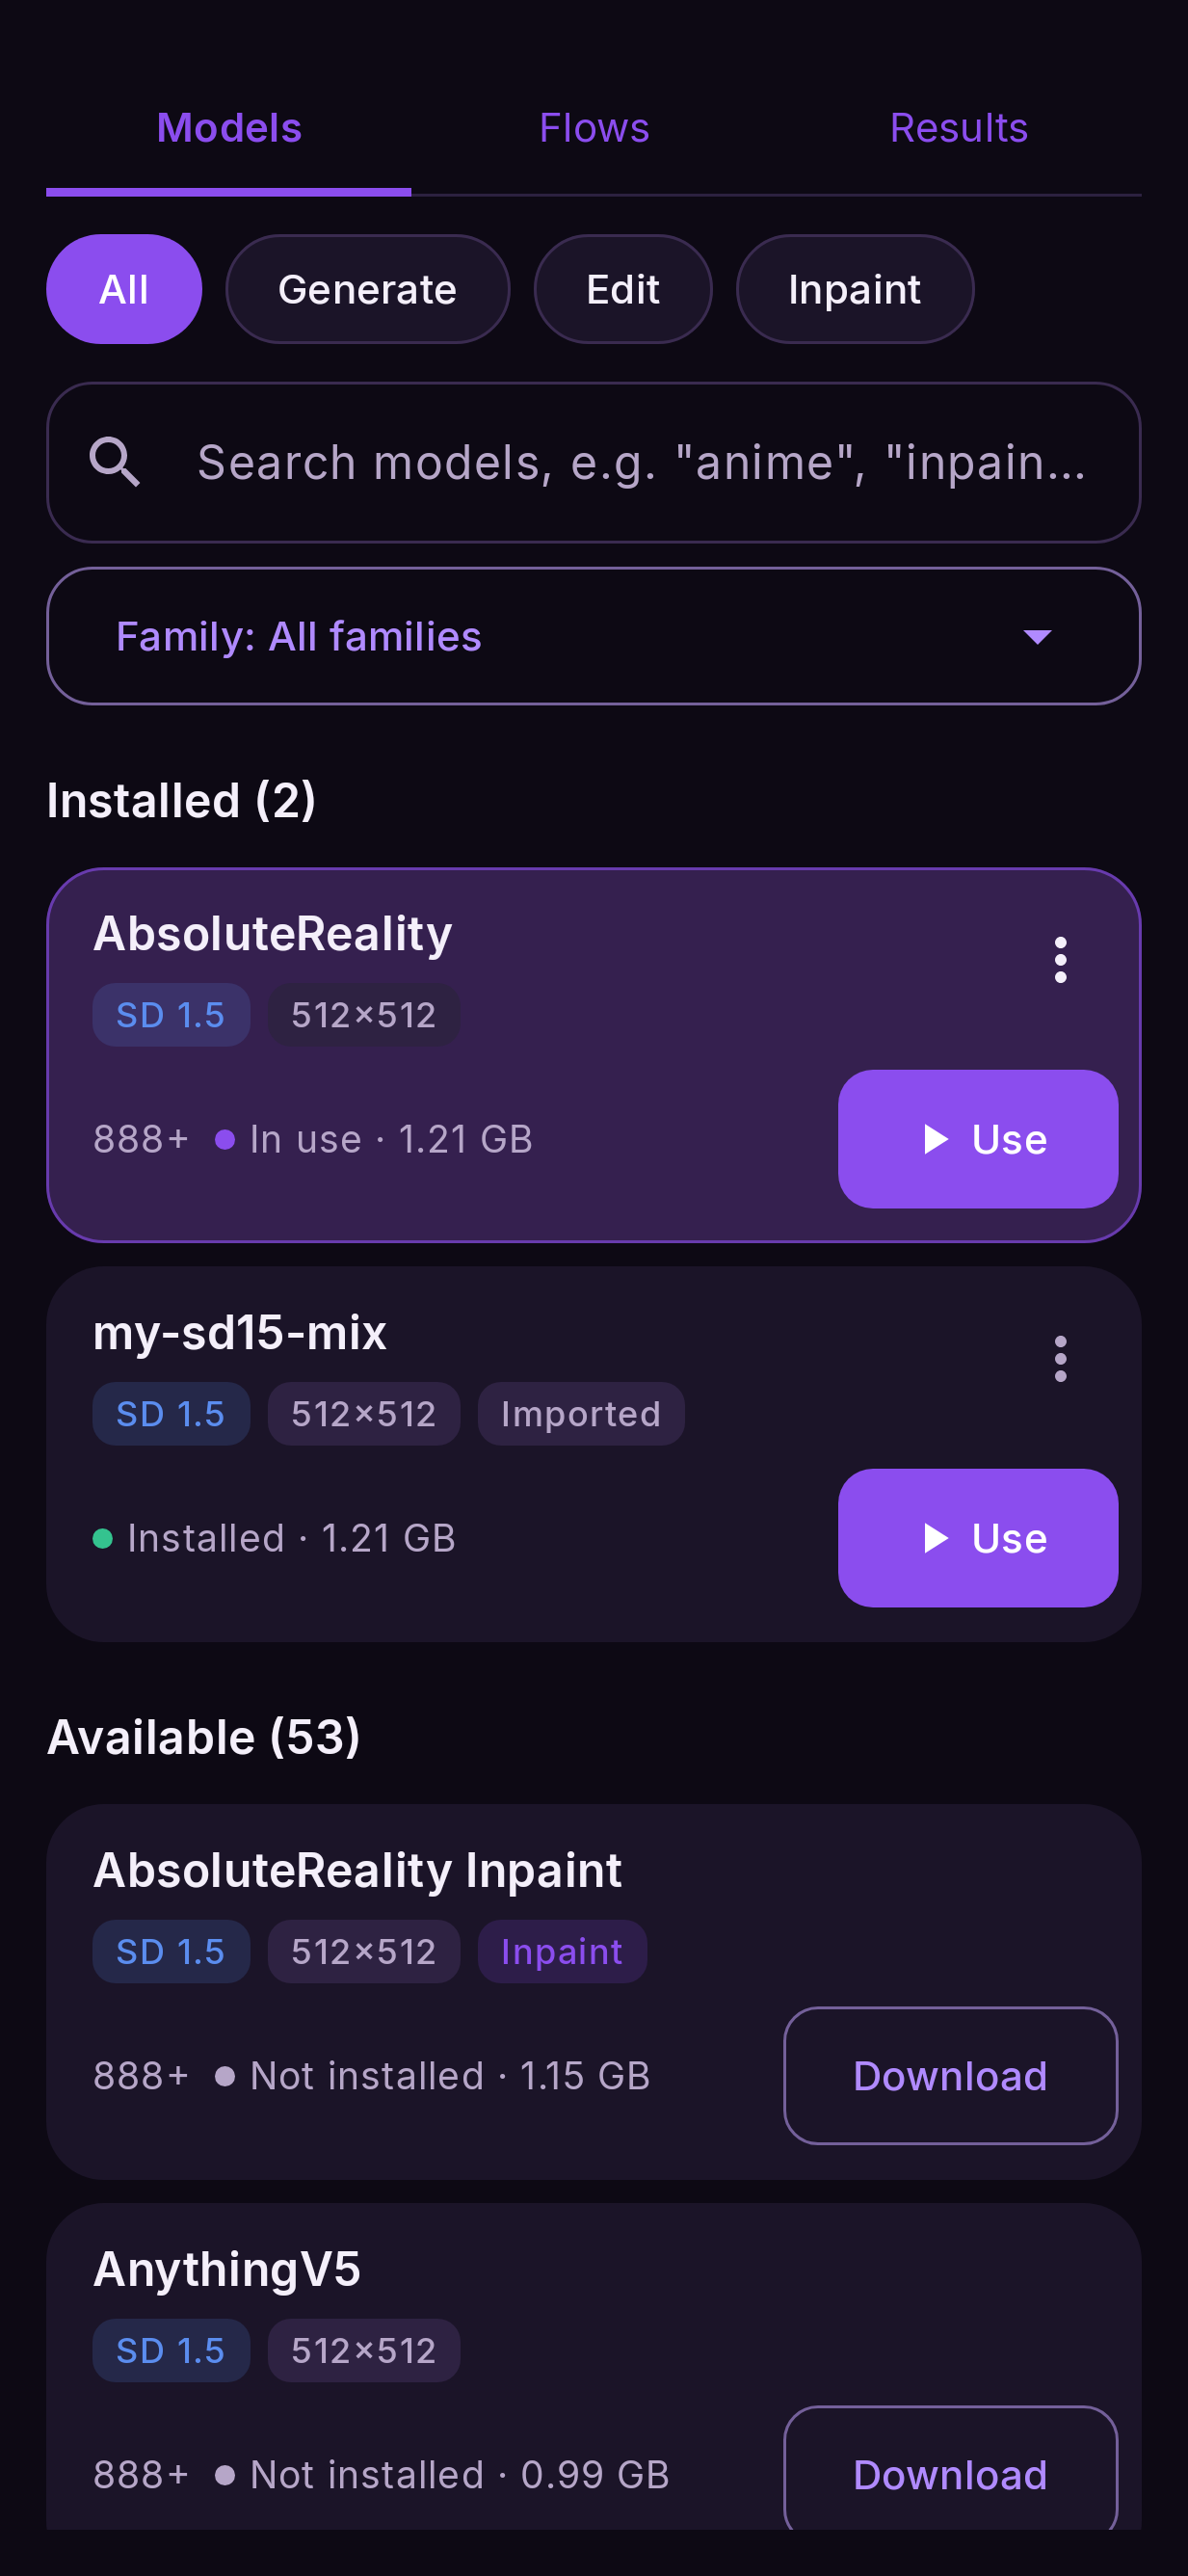 Models Flows Results
All Generate Edit Inpaint
Search models, e.g. "anime", "inpain...
Family: All families
Installed (2)
AbsoluteReality
SD 1.5 512×512
888+ In use · 1.21 GB Use
my-sd15-mix
SD 1.5 512×512 Imported
Installed · 1.21 GB Use
Available (53)
AbsoluteReality Inpaint
SD 1.5 512×512 Inpaint
888+ Not installed · 1.15 GB Download
AnythingV5
SD 1.5 512×512
888+ Not installed · 0.99 GB Download